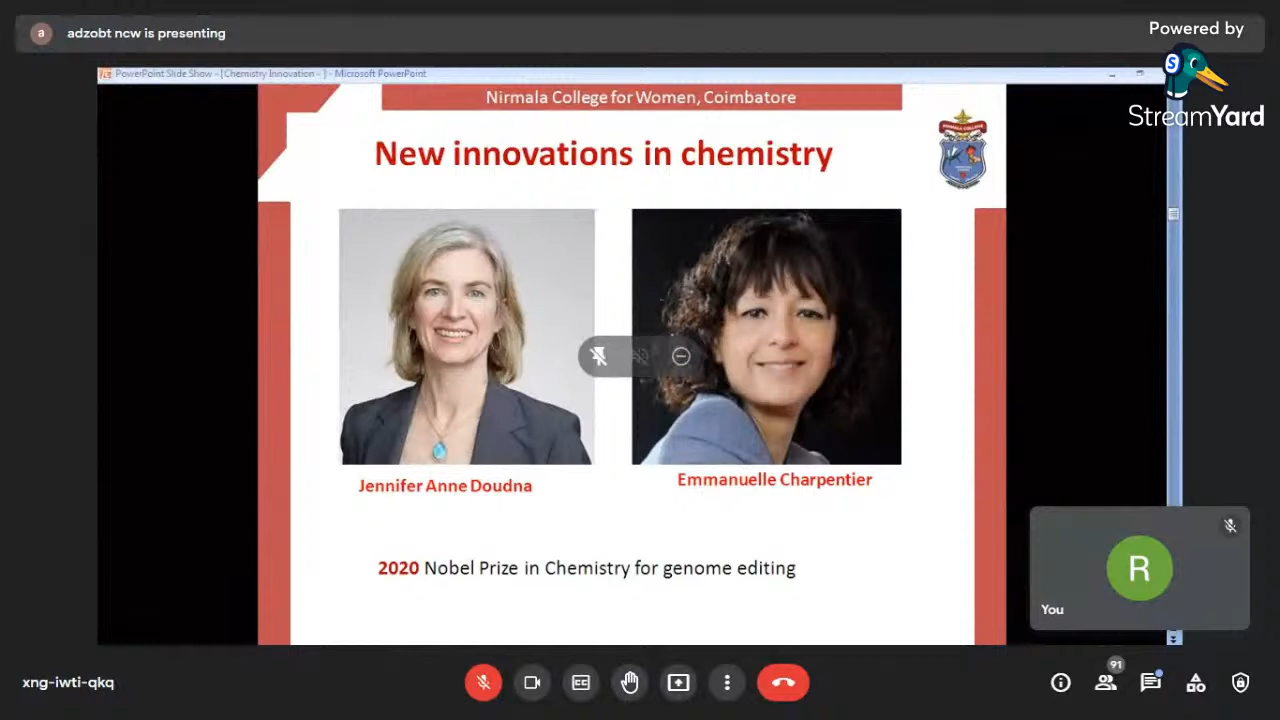 a
adzobt ncw is presenting
Powered by
StreamYard
PowerPoint Slide Show - [Chemistry Innovation - ] - Microsoft PowerPoint
Nirmala College for Women, Coimbatore
New innovations in chemistry
Jennifer Anne Doudna
Emmanuelle Charpentier
2020 Nobel Prize in Chemistry for genome editing
R
You
xng-iwti-qkq
CC
91